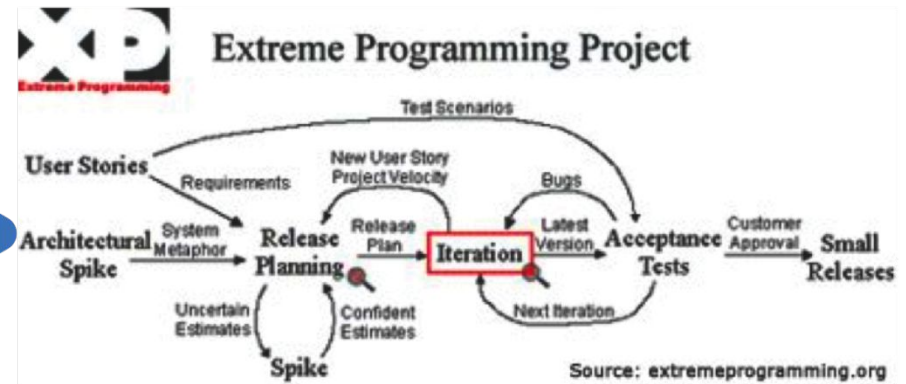 XP
Extreme Programming
Extreme Programming Project
Test Scenarios
User Stories
Requirements
New User Story
Project Velocity
Bugs
Architectural
Spike
System
Metaphor
Release
Planning
Release
Plan
Iteration
Latest
Version
Acceptance
Tests
Customer
Approval
Small
Releases
Uncertain
Estimates
Confident
Estimates
Next Iteration
Spike
Source: extremeprogramming.org